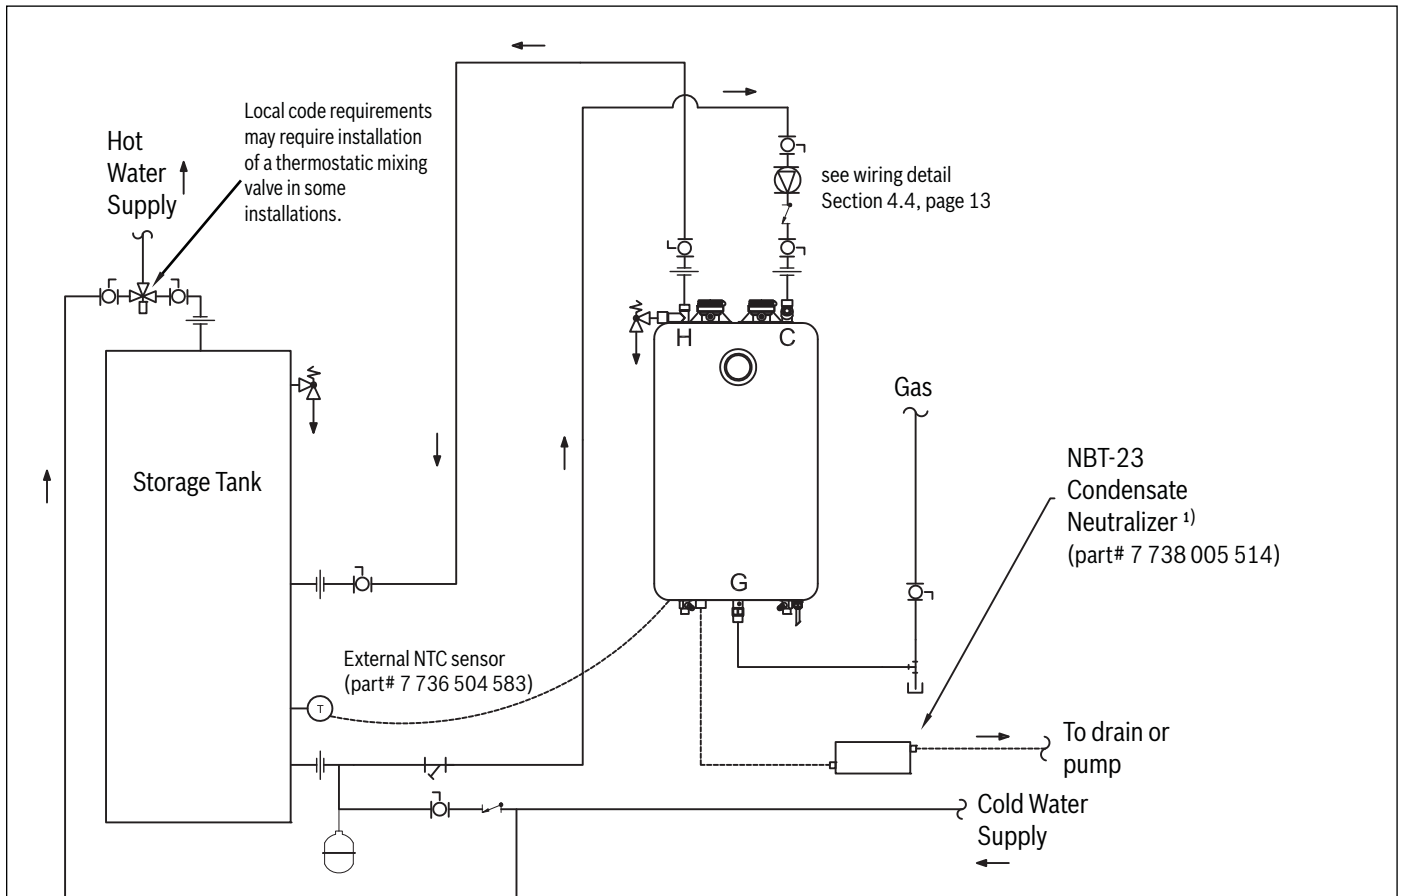 Local code requirements
may require installation
of a thermostatic mixing
valve in some
installations.
Hot
Water
Supply
see wiring detail
Section 4.4, page 13
H
C
Gas
Storage Tank
NBT-23
Condensate
Neutralizer ¹⁾
(part# 7 738 005 514)
G
External NTC sensor
(part# 7 736 504 583)
T
To drain or
pump
Cold Water
Supply